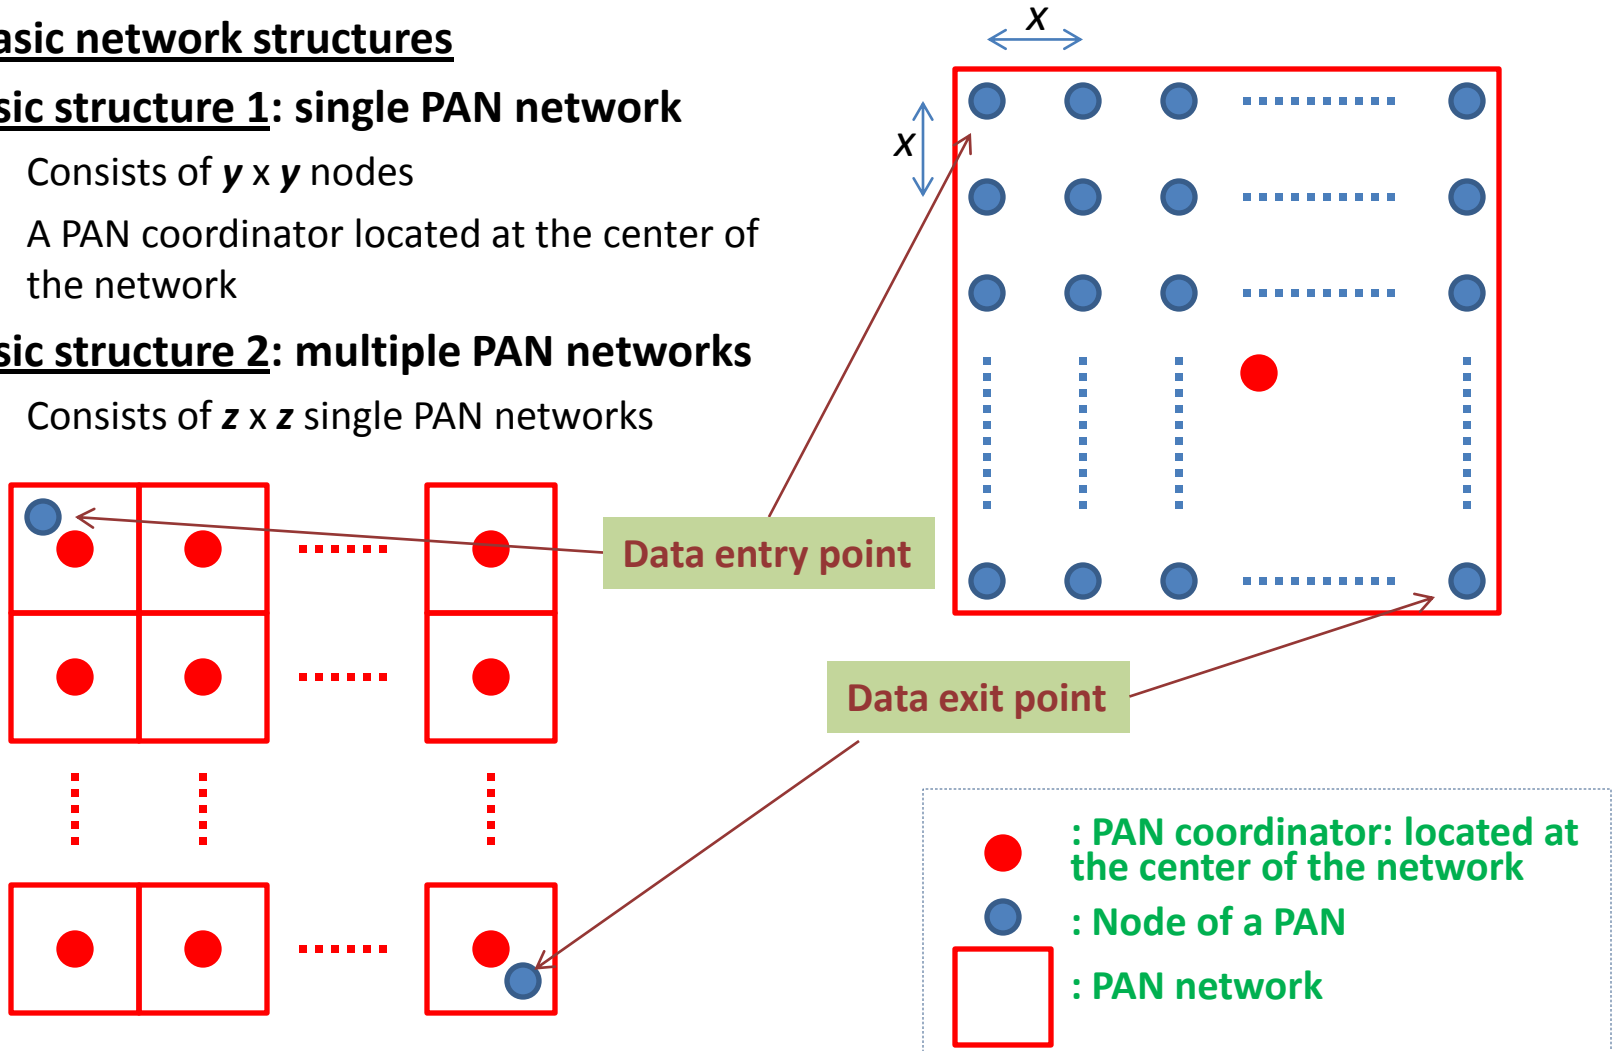 asic network structures
sic structure 1: single PAN network
Consists of y x y nodes
A PAN coordinator located at the center of
the network
sic structure 2: multiple PAN networks
Consists of z x z single PAN networks
x
x
Data entry point
Data exit point
: PAN coordinator: located at
the center of the network
: Node of a PAN
: PAN network